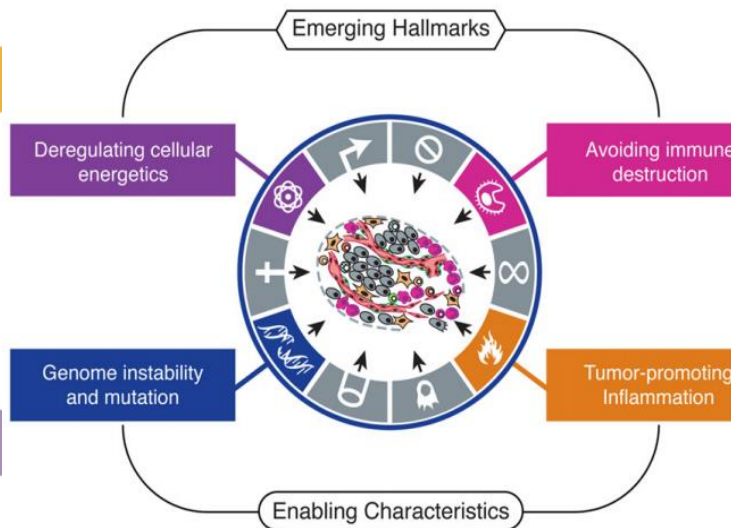 Emerging Hallmarks
Deregulating cellular
energetics
Avoiding immune
destruction
Genome instability
and mutation
Tumor-promoting
Inflammation
Enabling Characteristics